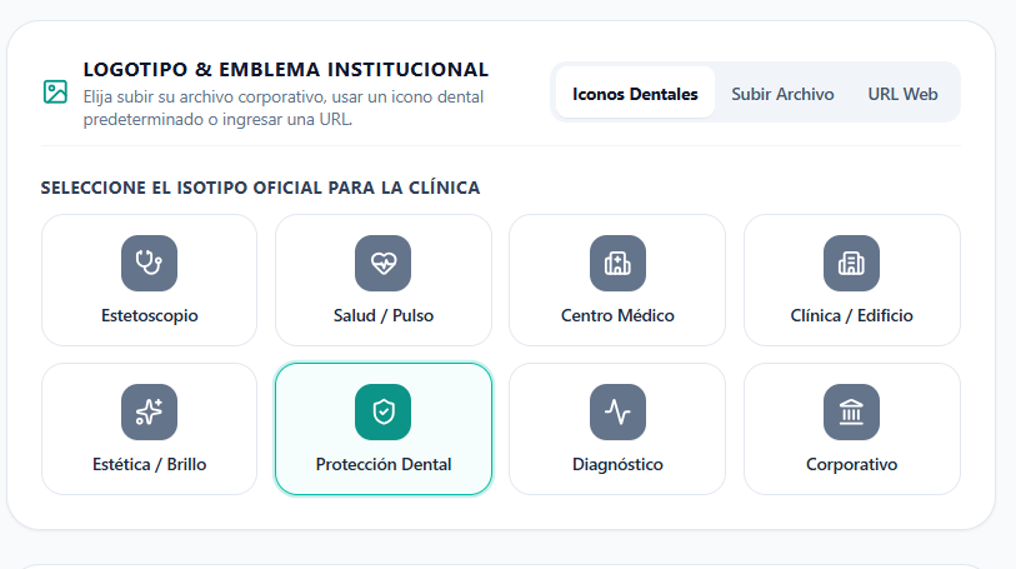 LOGOTIPO & EMBLEMA INSTITUCIONAL
Elija subir su archivo corporativo, usar un icono dental
predeterminado o ingresar una URL.
Iconos Dentales
Subir Archivo
URL Web
SELECCIONE EL ISOTIPO OFICIAL PARA LA CLÍNICA
Estetoscopio
Salud / Pulso
Centro Médico
Clínica / Edificio
Estética / Brillo
Protección Dental
Diagnóstico
Corporativo